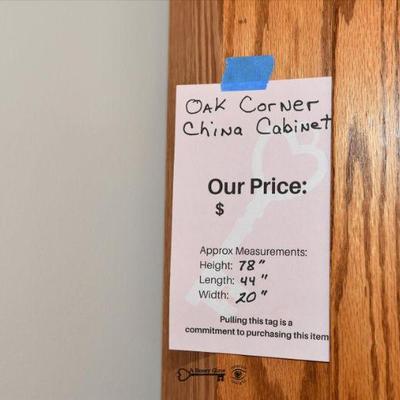 Oak Corner
China Cabinet
Our Price:
$
Approx Measurements:
Height: 78"
Length: 44"
Width: 20"
Pulling this tag is a
commitment to purchasing this item